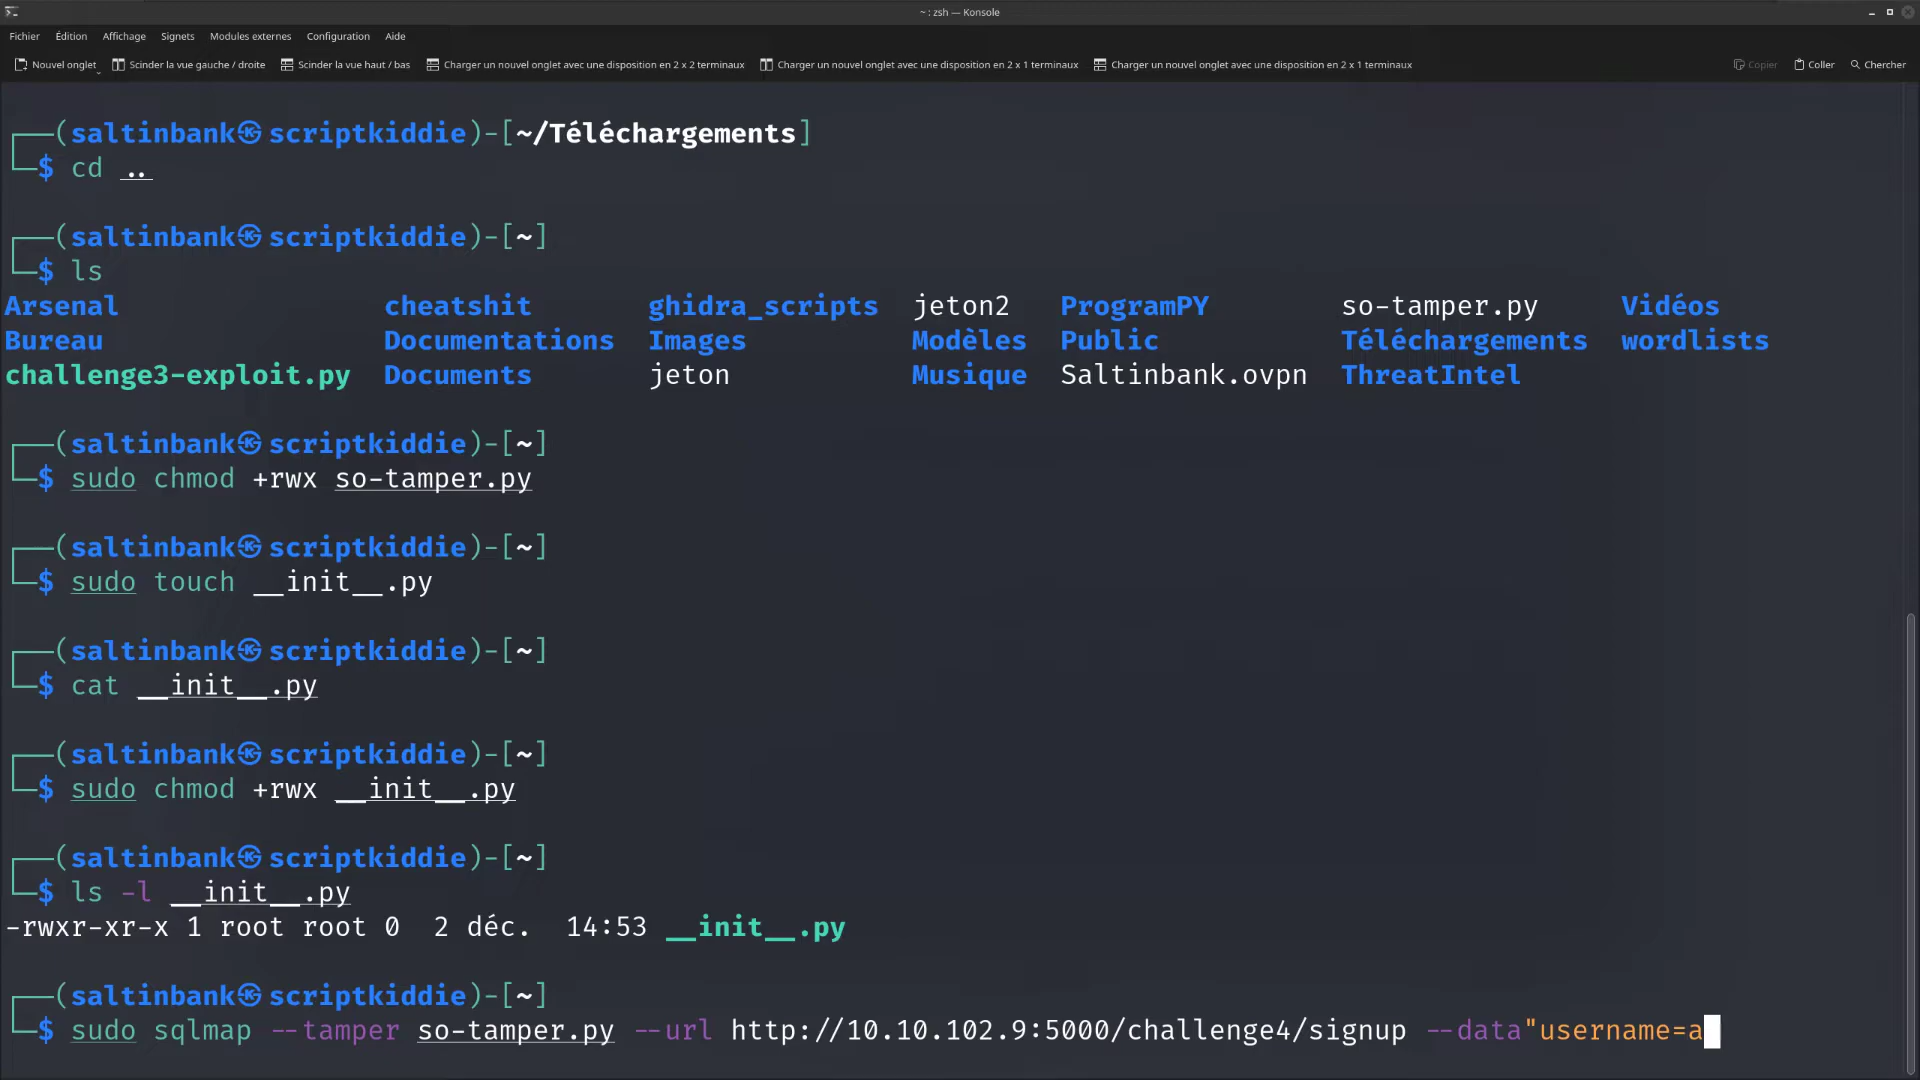 ~ : zsh — Konsole
Fichier Édition Affichage Signets Modules externes Configuration Aide
Nouvel onglet Scinder la vue gauche / droite Scinder la vue haut / bas Charger un nouvel onglet avec une disposition en 2 x 2 terminaux Charger un nouvel onglet avec une disposition en 2 x 1 terminaux Charger un nouvel onglet avec une disposition en 2 x 1 terminaux Copier Coller Chercher
┌──(saltinbank㉿scriptkiddie)-[~/Téléchargements]
└─$ cd ..
┌──(saltinbank㉿scriptkiddie)-[~]
└─$ ls
Arsenal cheatshit ghidra_scripts jeton2 ProgramPY so-tamper.py Vidéos
Bureau Documentations Images Modèles Public Téléchargements wordlists
challenge3-exploit.py Documents jeton Musique Saltinbank.ovpn ThreatIntel
┌──(saltinbank㉿scriptkiddie)-[~]
└─$ sudo chmod +rwx so-tamper.py
┌──(saltinbank㉿scriptkiddie)-[~]
└─$ sudo touch __init__.py
┌──(saltinbank㉿scriptkiddie)-[~]
└─$ cat __init__.py
┌──(saltinbank㉿scriptkiddie)-[~]
└─$ sudo chmod +rwx __init__.py
┌──(saltinbank㉿scriptkiddie)-[~]
└─$ ls -l __init__.py
-rwxr-xr-x 1 root root 0 2 déc. 14:53 __init__.py
┌──(saltinbank㉿scriptkiddie)-[~]
└─$ sudo sqlmap --tamper so-tamper.py --url http://10.10.102.9:5000/challenge4/signup --data"username=a